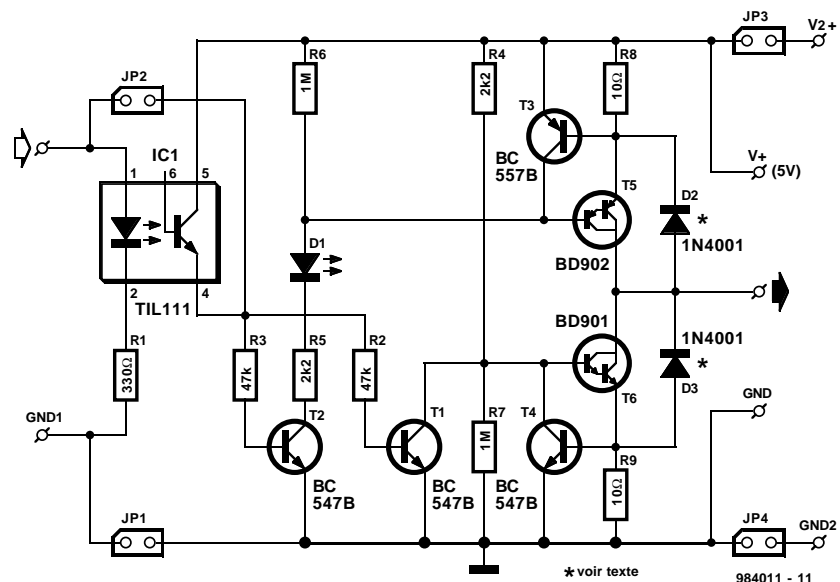 R6
1M
R4
2k2
R8
10Ω
JP3
V2+
JP2
T3
BC
557B
V+
(5V)
IC1
1
6
5
T5
D2
*
1N4001
D1
BD902
2
4
TIL111
R1
330Ω
R3
47k
R5
2k2
R2
47k
BD901
1N4001
*
D3
GND1
T2
T1
R7
1M
T4
T6
GND
BC
547B
BC
547B
BC
547B
R9
10Ω
JP1
JP4
GND2
* voir texte
984011 - 11